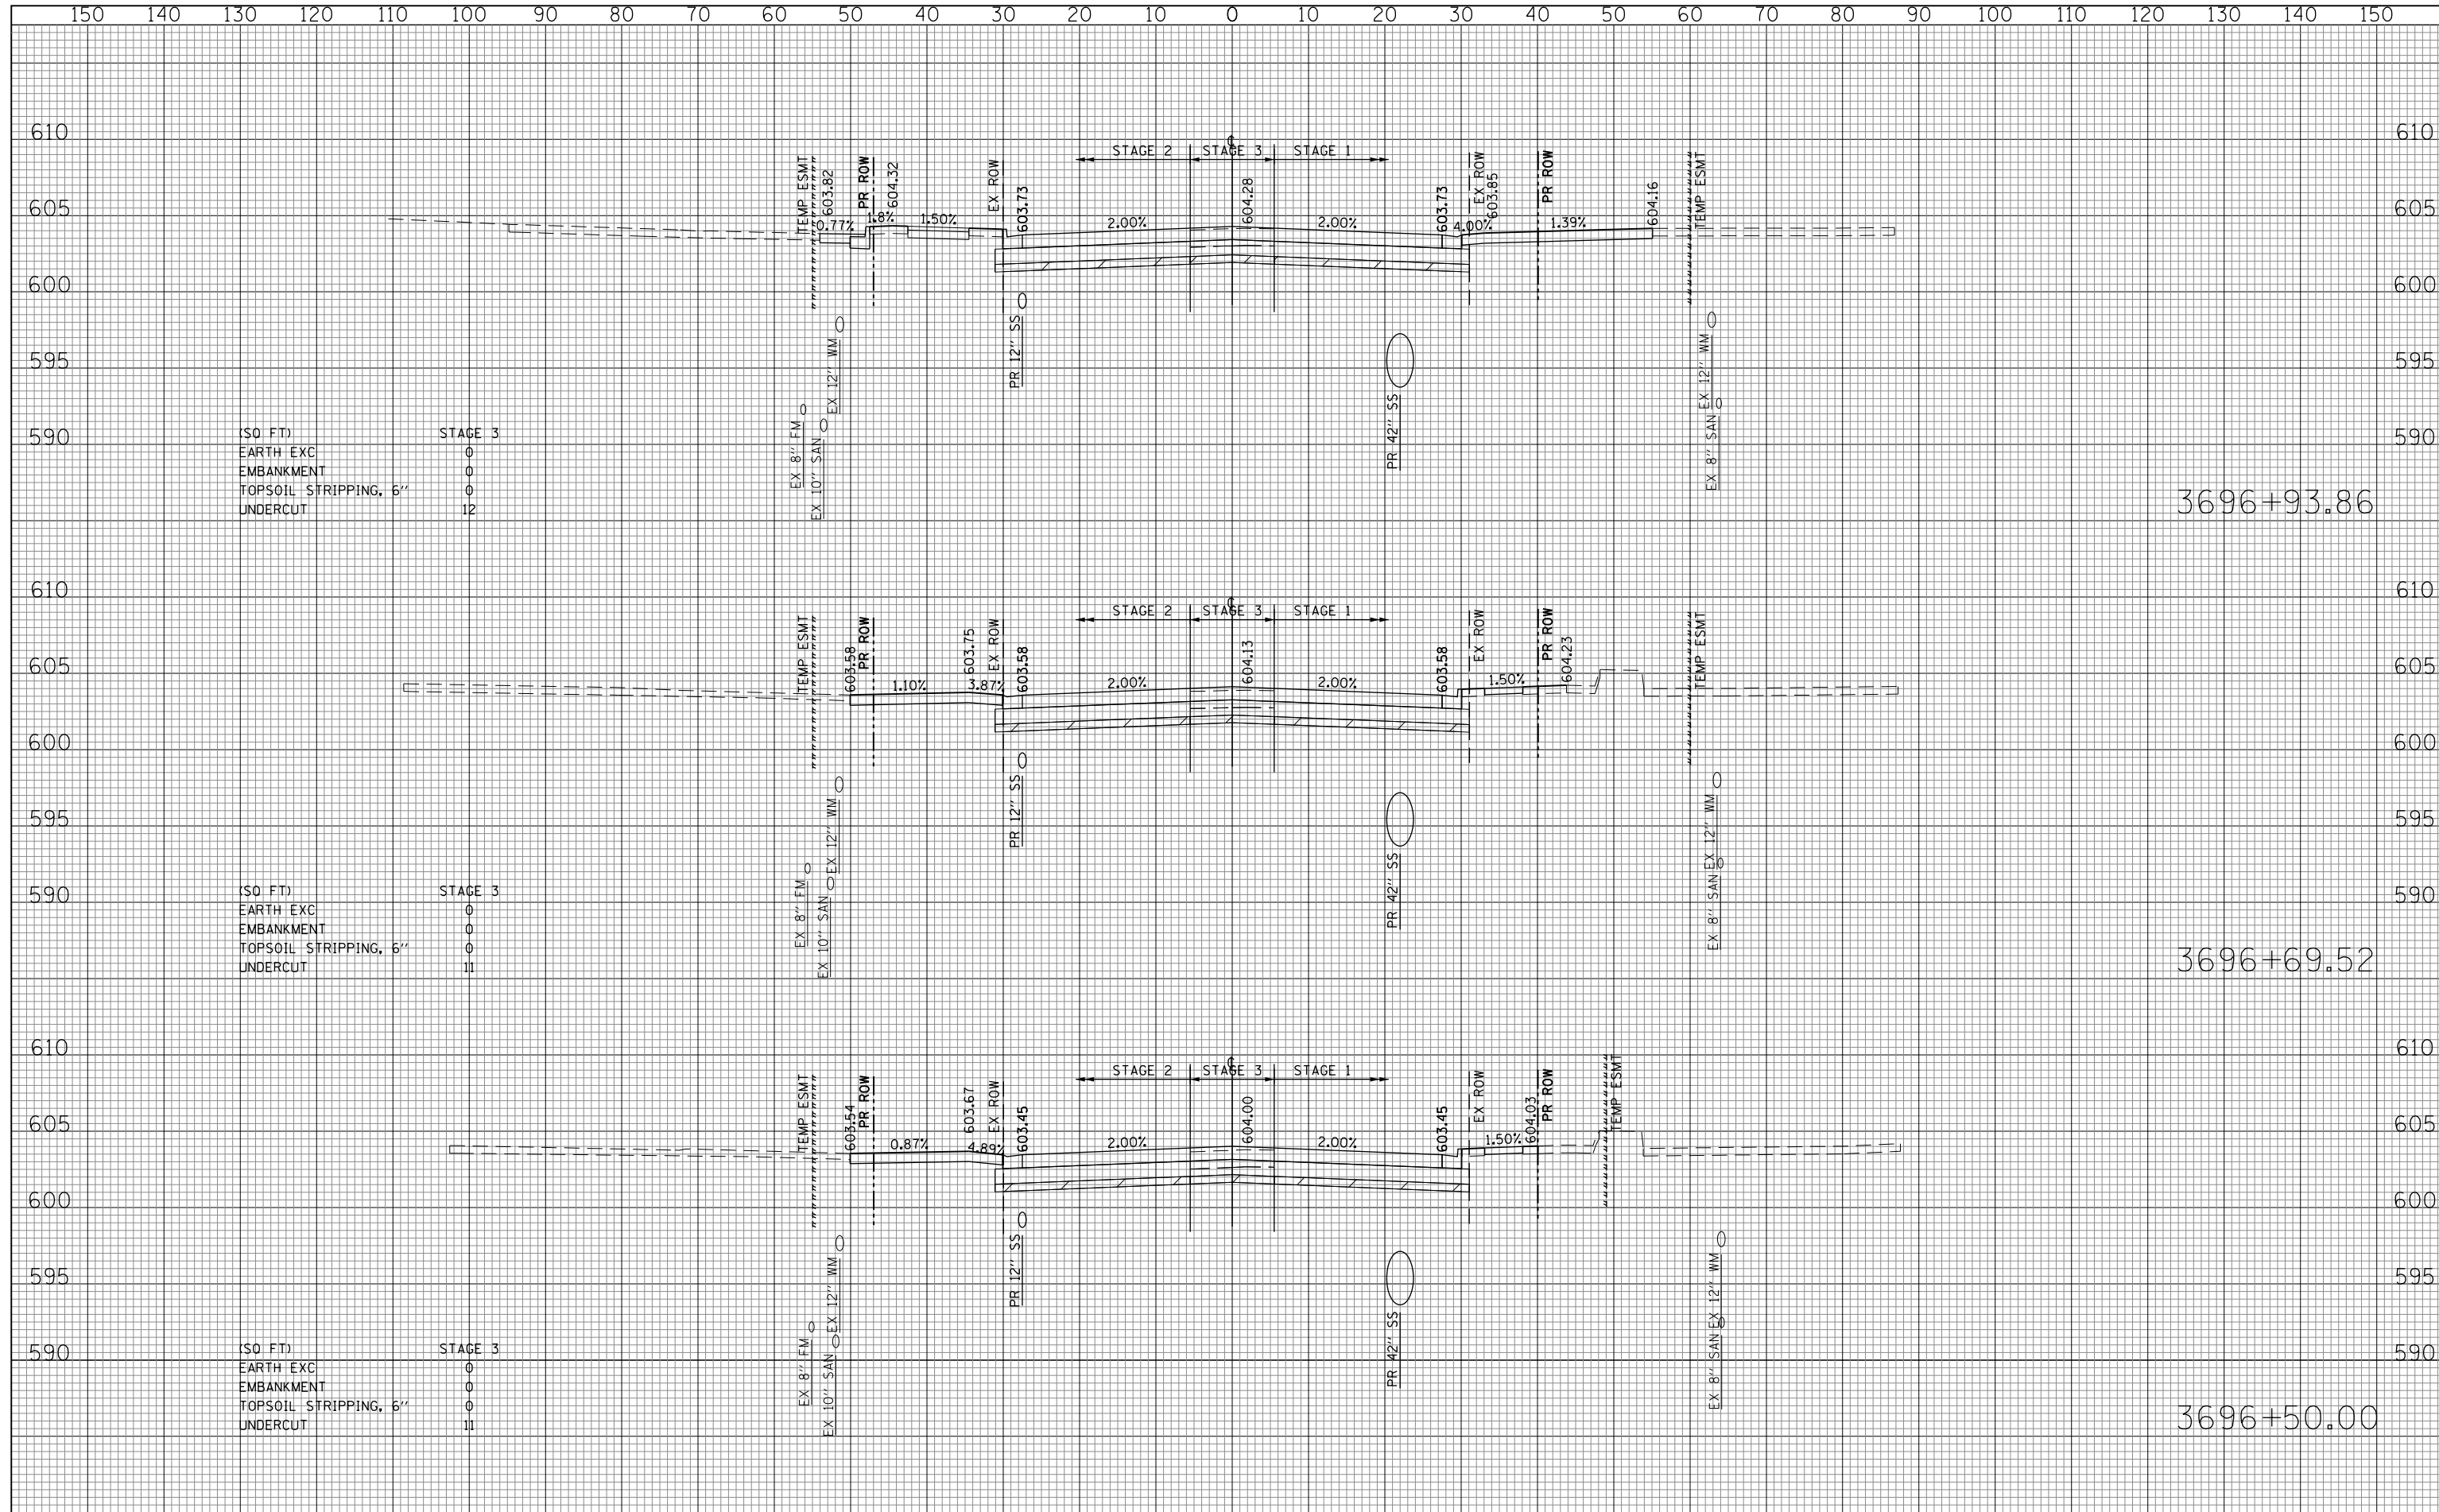 150 140 130 120 110 100 90 80 70 60 50 40 30 20 10 0 10 20 30 40 50 60 70 80 90 100 110 120 130 140 150
610 610
605 605
600 600
595 595
590 590
STAGE 2 STAGE 3 STAGE 1
TEMP ESMT
603.82
PR ROW
604.32
EX ROW
603.73
604.28
603.73
EX ROW
603.85
PR ROW
604.16
TEMP ESMT
0.77% 1.8% 1.50% 2.00% 2.00% 4.00% 1.39%
EX 8" FM
EX 10" SAN
EX 12" WM
PR 12" SS
PR 42" SS
EX 12" WM
EX 8" SAN
(SQ FT) STAGE 3
EARTH EXC 0
EMBANKMENT 0
TOPSOIL STRIPPING, 6" 0
UNDERCUT 12
3696+93.86
610 610
605 605
600 600
595 595
590 590
STAGE 2 STAGE 3 STAGE 1
TEMP ESMT
603.58
PR ROW
603.75
EX ROW
603.58
604.13
603.58
EX ROW
PR ROW
604.23
TEMP ESMT
1.10% 3.87% 2.00% 2.00% 1.50%
EX 8" FM
EX 10" SAN
EX 12" WM
PR 12" SS
PR 42" SS
EX 12" WM
EX 8" SAN
(SQ FT) STAGE 3
EARTH EXC 0
EMBANKMENT 0
TOPSOIL STRIPPING, 6" 0
UNDERCUT 11
3696+69.52
610 610
605 605
600 600
595 595
590 590
STAGE 2 STAGE 3 STAGE 1
TEMP ESMT
603.54
PR ROW
603.67
EX ROW
603.45
604.00
603.45
EX ROW
604.03
PR ROW
TEMP ESMT
0.87% 4.89% 2.00% 2.00% 1.50%
EX 8" FM
EX 10" SAN
EX 12" WM
PR 12" SS
PR 42" SS
EX 12" WM
EX 8" SAN
(SQ FT) STAGE 3
EARTH EXC 0
EMBANKMENT 0
TOPSOIL STRIPPING, 6" 0
UNDERCUT 11
3696+50.00